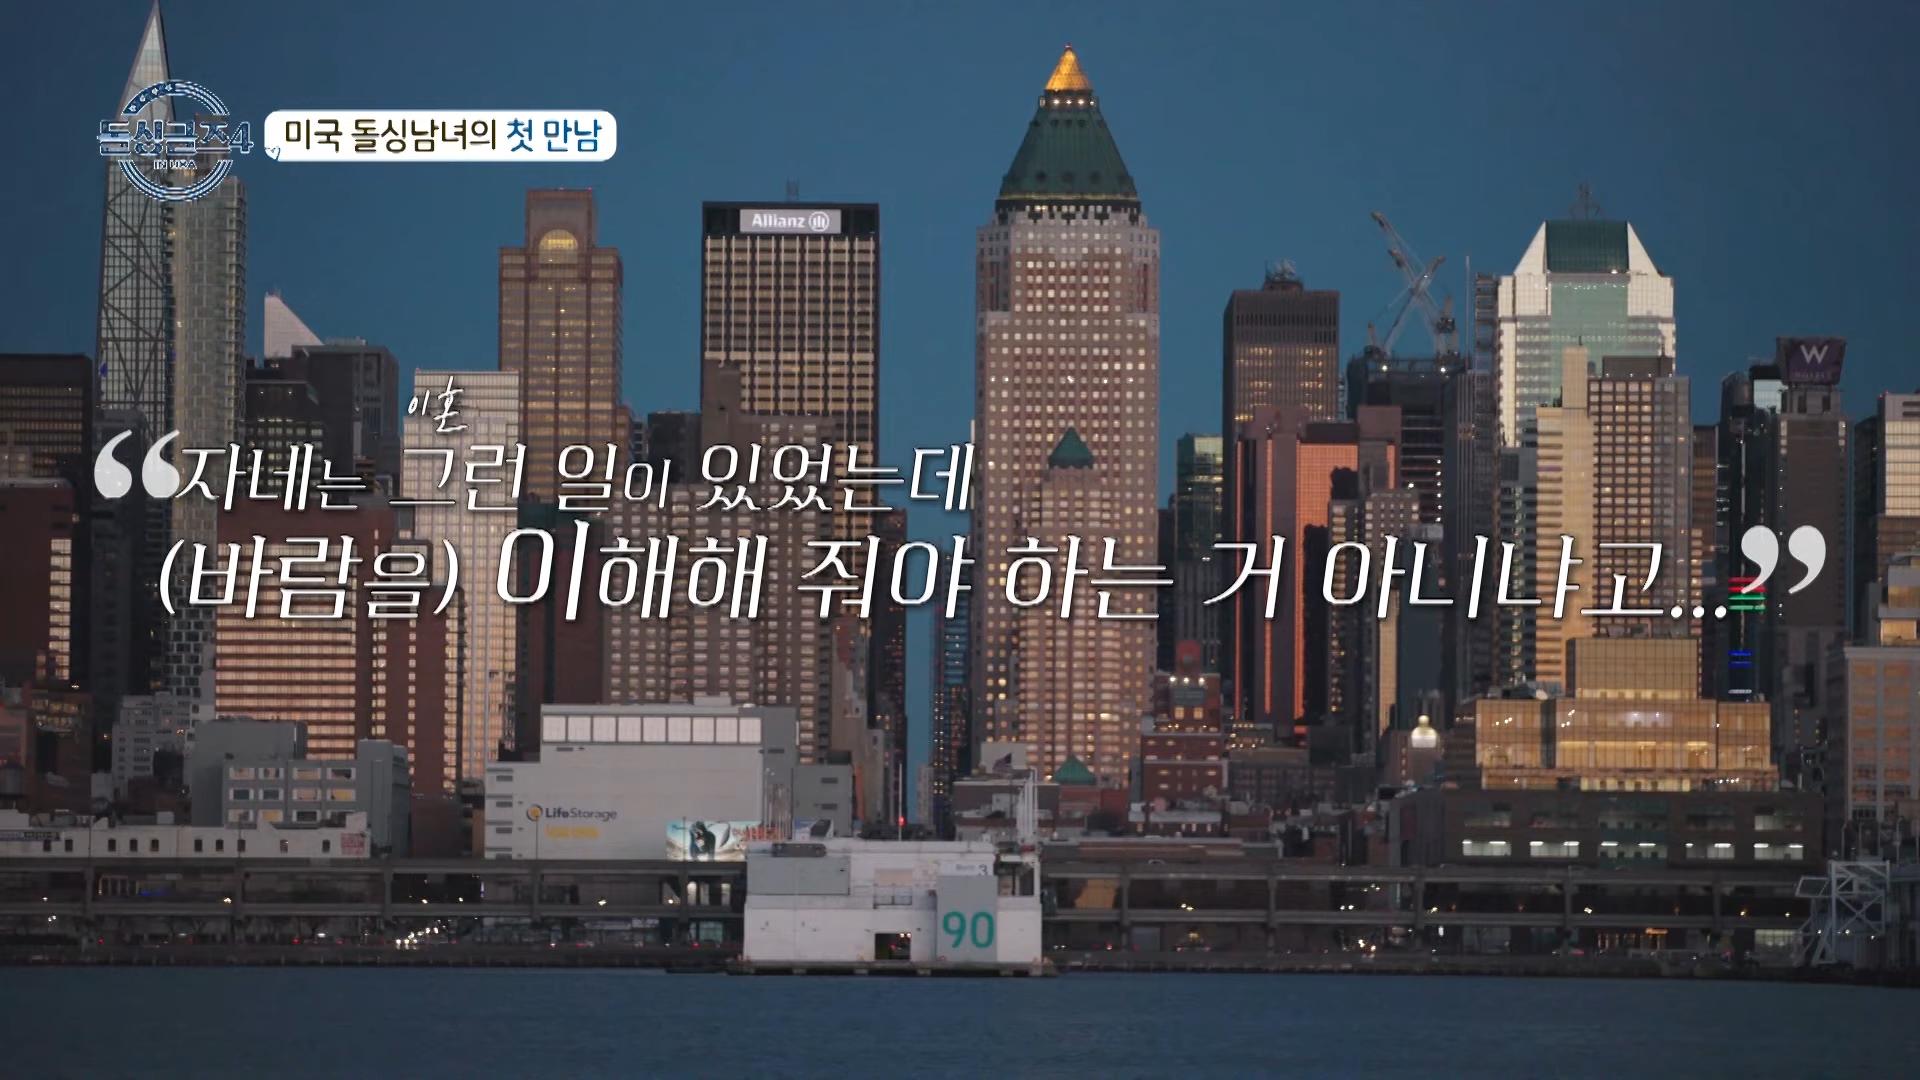 돌싱글즈4
IN USA
미국 돌싱남녀의 첫 만남
Allianz
W
이혼
“자네는 그런 일이 있었는데
(바람을) 이해해 줘야 하는 거 아니냐고...”
LifeStorage
3
90